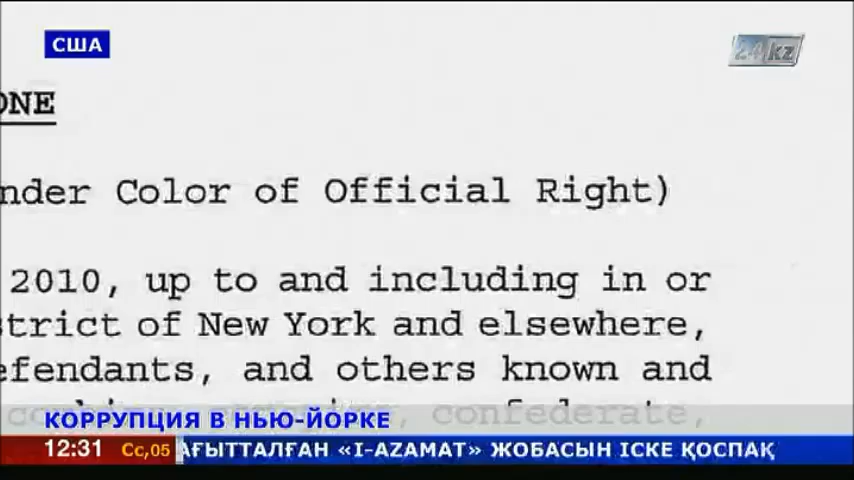 США
24 kz
ONE
nder Color of Official Right)
2010, up to and including in or
strict of New York and elsewhere,
efendants, and others known and
confederate,
КОРРУПЦИЯ В НЬЮ-ЙОРКЕ
12:31 Сс,05 АҒЫТТАЛҒАН «I-AZAMAT» ЖОБАСЫН ІСКЕ ҚОСПАҚ